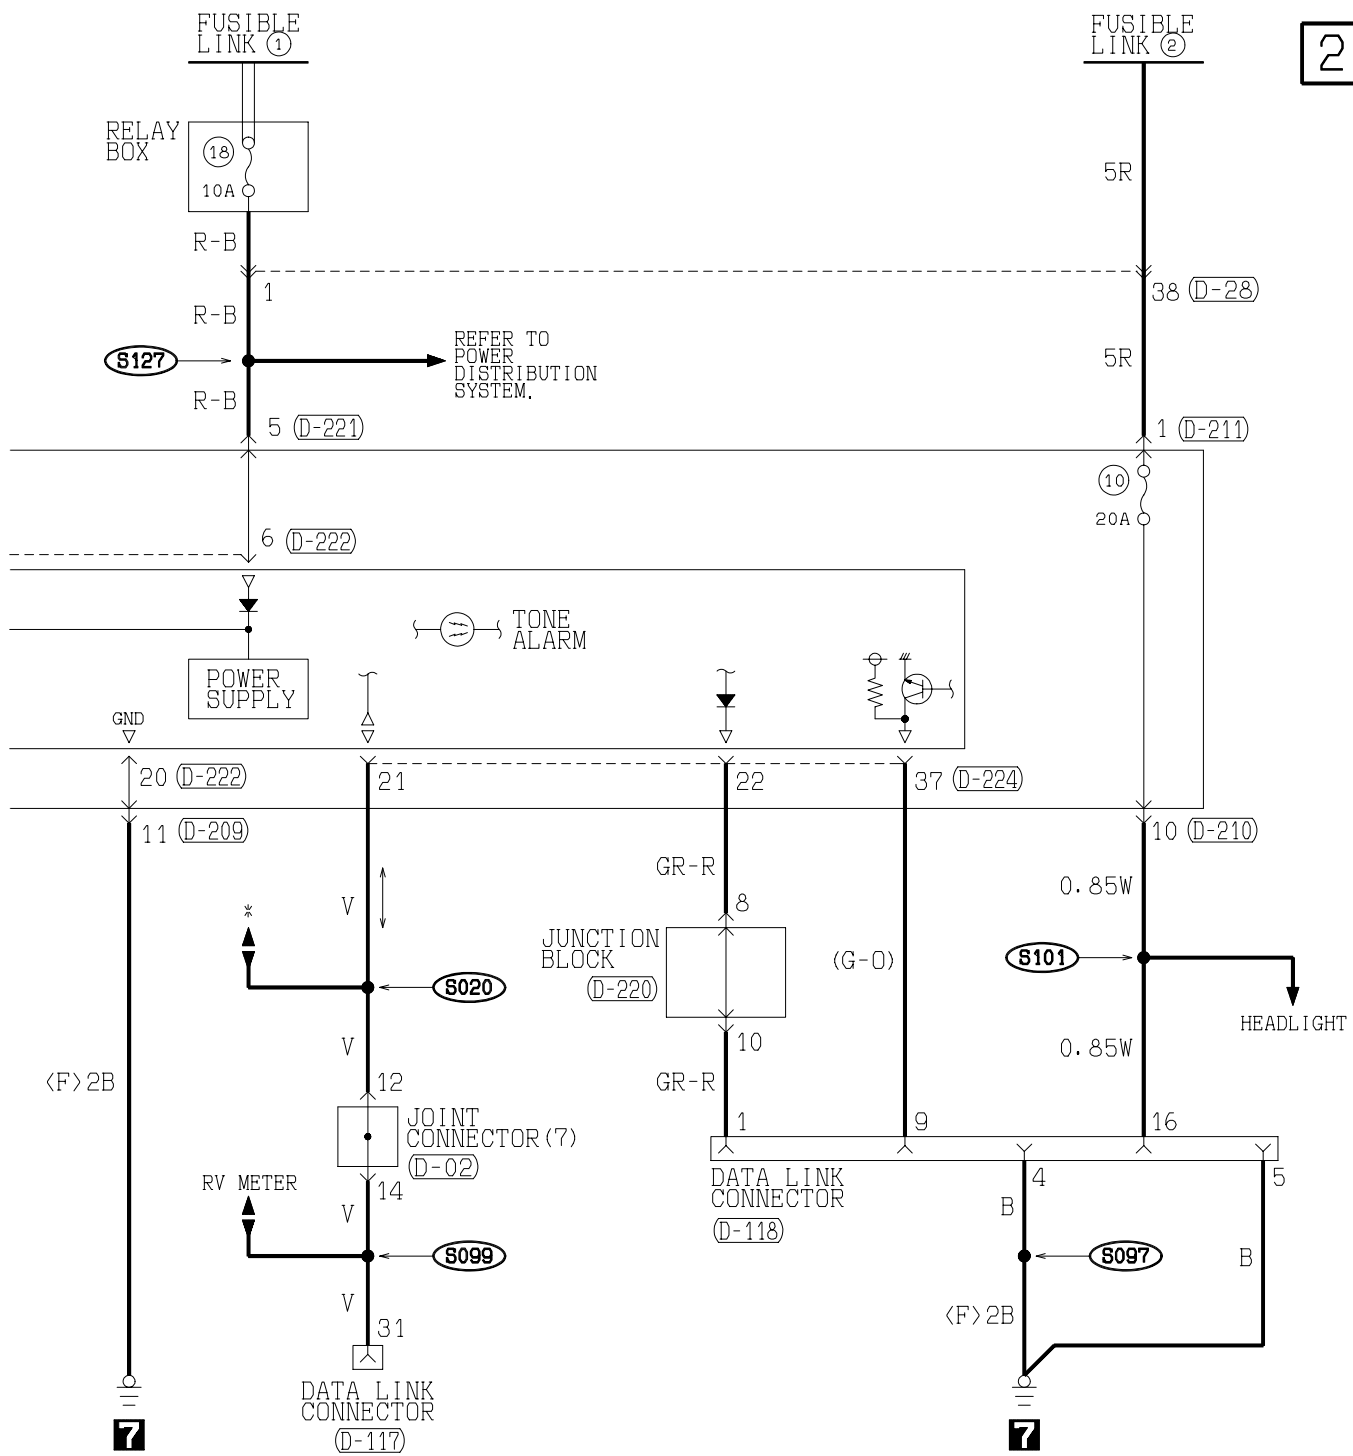 FUSIBLE
LINK ①
FUSIBLE
LINK ②
2
RELAY
BOX
18
10A
5R
R-B
1
38 (D-28)
R-B
S127
REFER TO
POWER
DISTRIBUTION
SYSTEM.
5R
R-B
5 (D-221)
1 (D-211)
10
20A
6 (D-222)
TONE
ALARM
POWER
SUPPLY
GND
20 (D-222)
21
22
37 (D-224)
11 (D-209)
10 (D-210)
GR-R
0.85W
V
*
8
JUNCTION
BLOCK
(D-220)
(G-O)
S101
S020
HEADLIGHT
10
V
0.85W
<F>2B
12
GR-R
JOINT
CONNECTOR(7)
(D-02)
1
9
16
RV METER
14
DATA LINK
CONNECTOR
(D-118)
4
5
V
B
S099
S097
B
V
<F>2B
31
DATA LINK
CONNECTOR
(D-117)
7
7